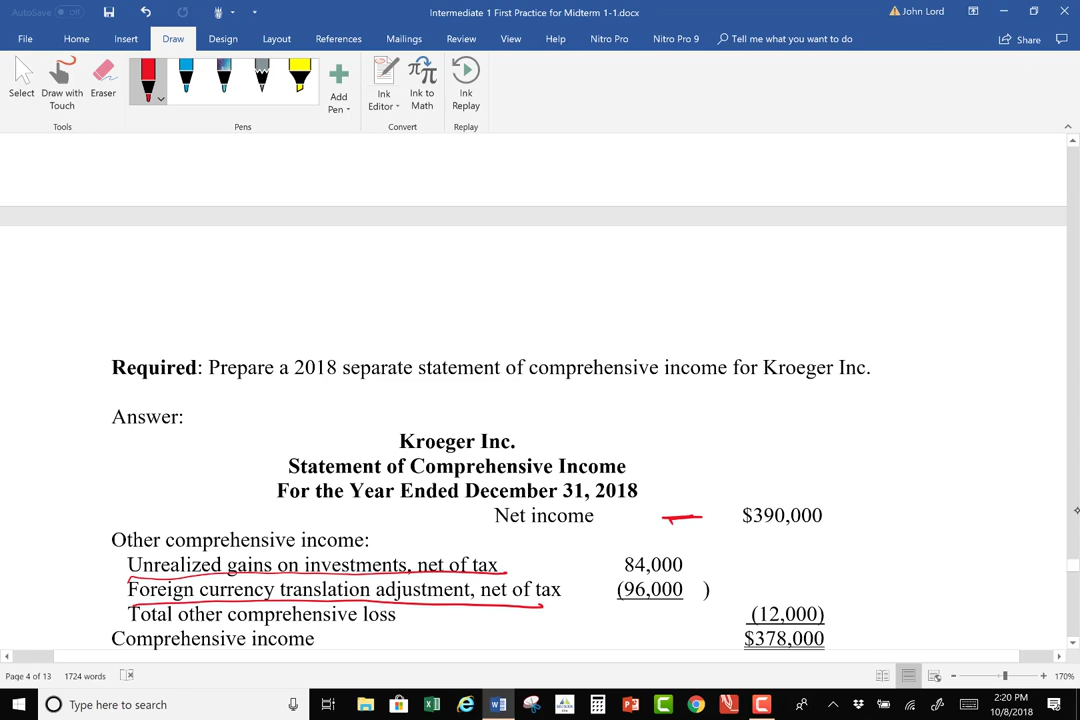 AutoSave Off
Intermediate 1 First Practice for Midterm 1-1.docx
John Lord
File Home Insert Draw Design Layout References Mailings Review View Help Nitro Pro Nitro Pro 9 Tell me what you want to do Share
Select Draw with Touch Eraser Add Pen Ink Editor Ink to Math Ink Replay
Tools Pens Convert Replay
Required: Prepare a 2018 separate statement of comprehensive income for Kroeger Inc.
Answer:
Kroeger Inc.
Statement of Comprehensive Income
For the Year Ended December 31, 2018
Net income $390,000
Other comprehensive income:
Unrealized gains on investments, net of tax 84,000
Foreign currency translation adjustment, net of tax (96,000 )
Total other comprehensive loss (12,000)
Comprehensive income $378,000
Page 4 of 13 1724 words 170%
Type here to search
2:20 PM
10/8/2018